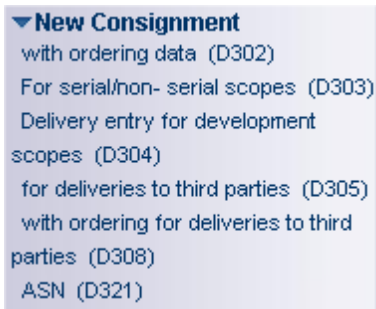 New Consignment
with ordering data (D302)
For serial/non- serial scopes (D303)
Delivery entry for development
scopes (D304)
for deliveries to third parties (D305)
with ordering for deliveries to third
parties (D308)
ASN (D321)